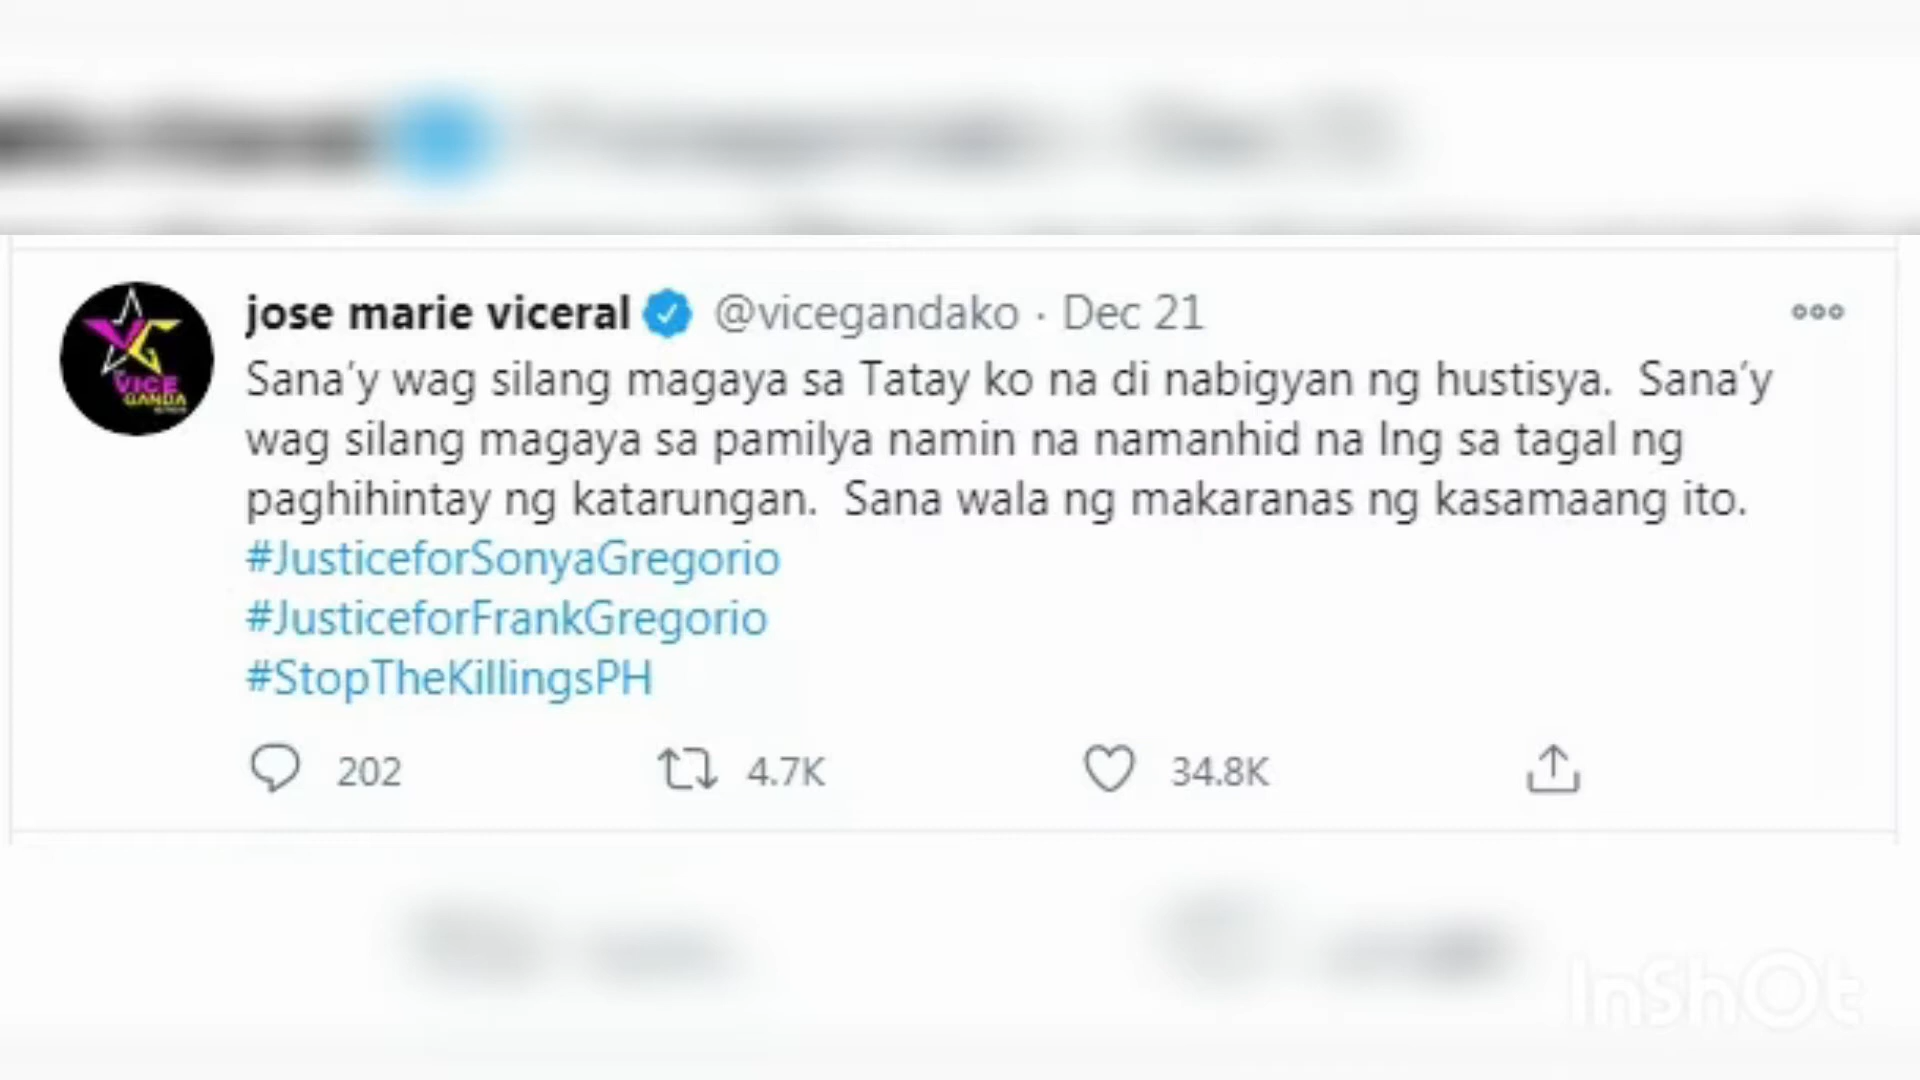 jose marie viceral @vicegandako · Dec 21
Sana'y wag silang magaya sa Tatay ko na di nabigyan ng hustisya. Sana'y
wag silang magaya sa pamilya namin na namanhid na lng sa tagal ng
paghihintay ng katarungan. Sana wala ng makaranas ng kasamaang ito.
#JusticeforSonyaGregorio
#JusticeforFrankGregorio
#StopTheKillingsPH
202 4.7K 34.8K
VICE
GANDA
InShOt